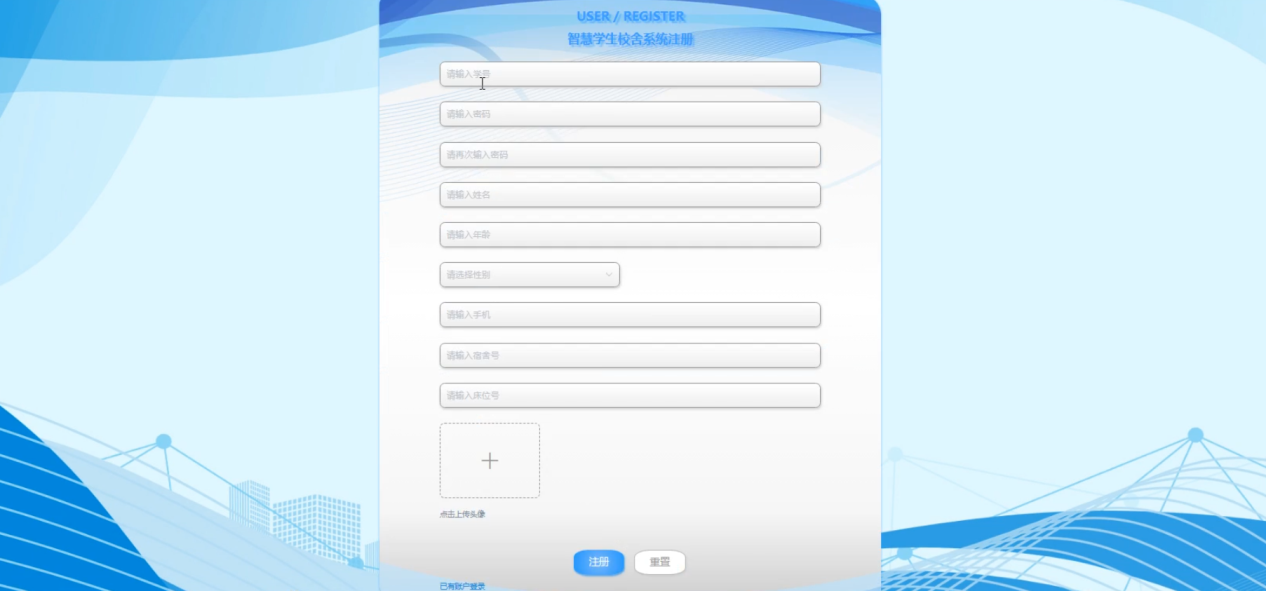 USER / REGISTER
智慧学生校舍系统注册
请输入学号
请输入密码
请再次输入密码
请输入姓名
请输入年龄
请选择性别
请输入手机
请输入宿舍号
请输入床位号
点击上传头像
注册
重置
已有账户登录